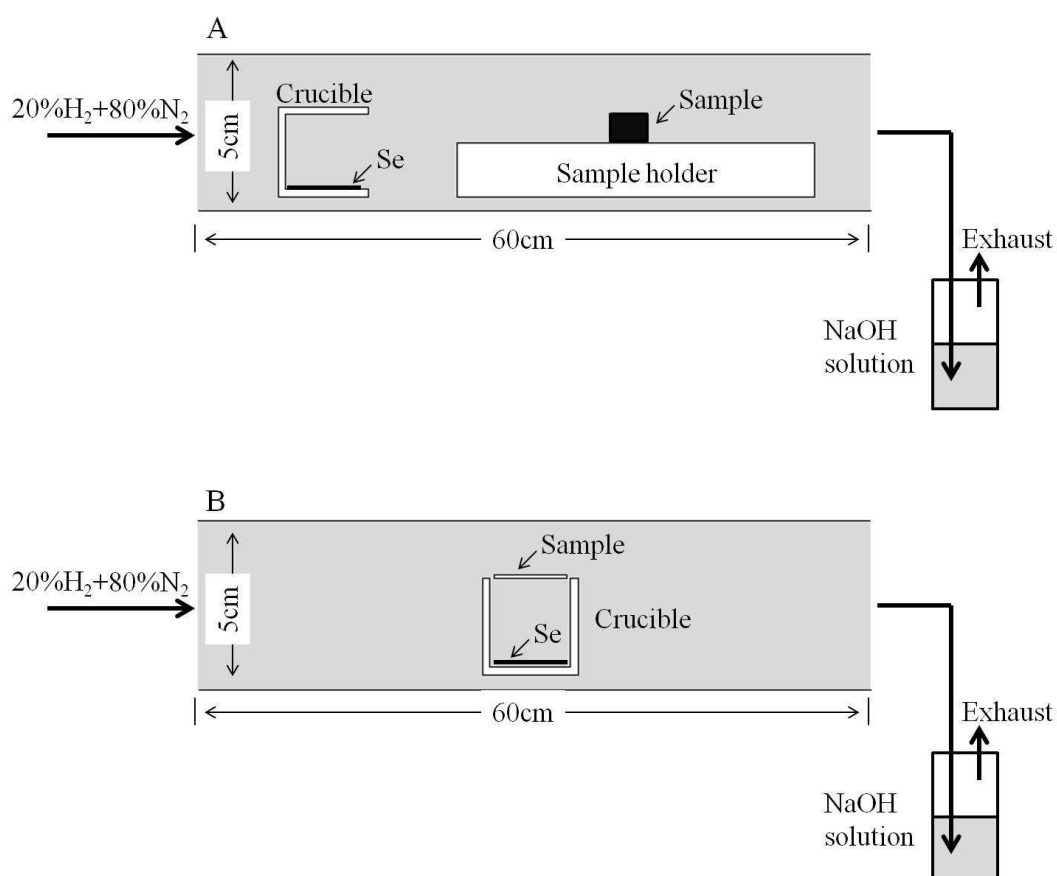 A
20%H₂+80%N₂
5cm
Crucible
Se
Sample
Sample holder
60cm
Exhaust
NaOH
solution
B
20%H₂+80%N₂
5cm
Sample
Se
Crucible
60cm
Exhaust
NaOH
solution